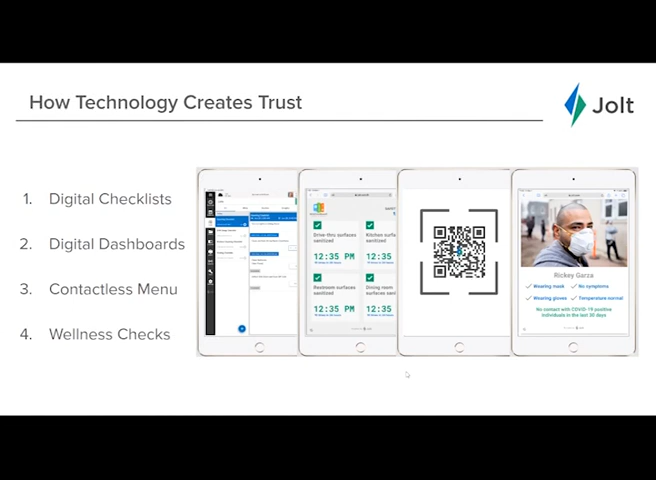 How Technology Creates Trust
Jolt
1. Digital Checklists
2. Digital Dashboards
3. Contactless Menu
4. Wellness Checks
Drive-thru surfaces
sanitized
12:35 PM
Kitchen surf
sanitized
12:35
Restroom surfaces
sanitized
12:35 PM
Dining room
surfaces
12:35
Rickey Garza
Wearing mask
No symptoms
Wearing gloves
Temperature normal
No contact with COVID-19 positive
individuals in the last 30 days